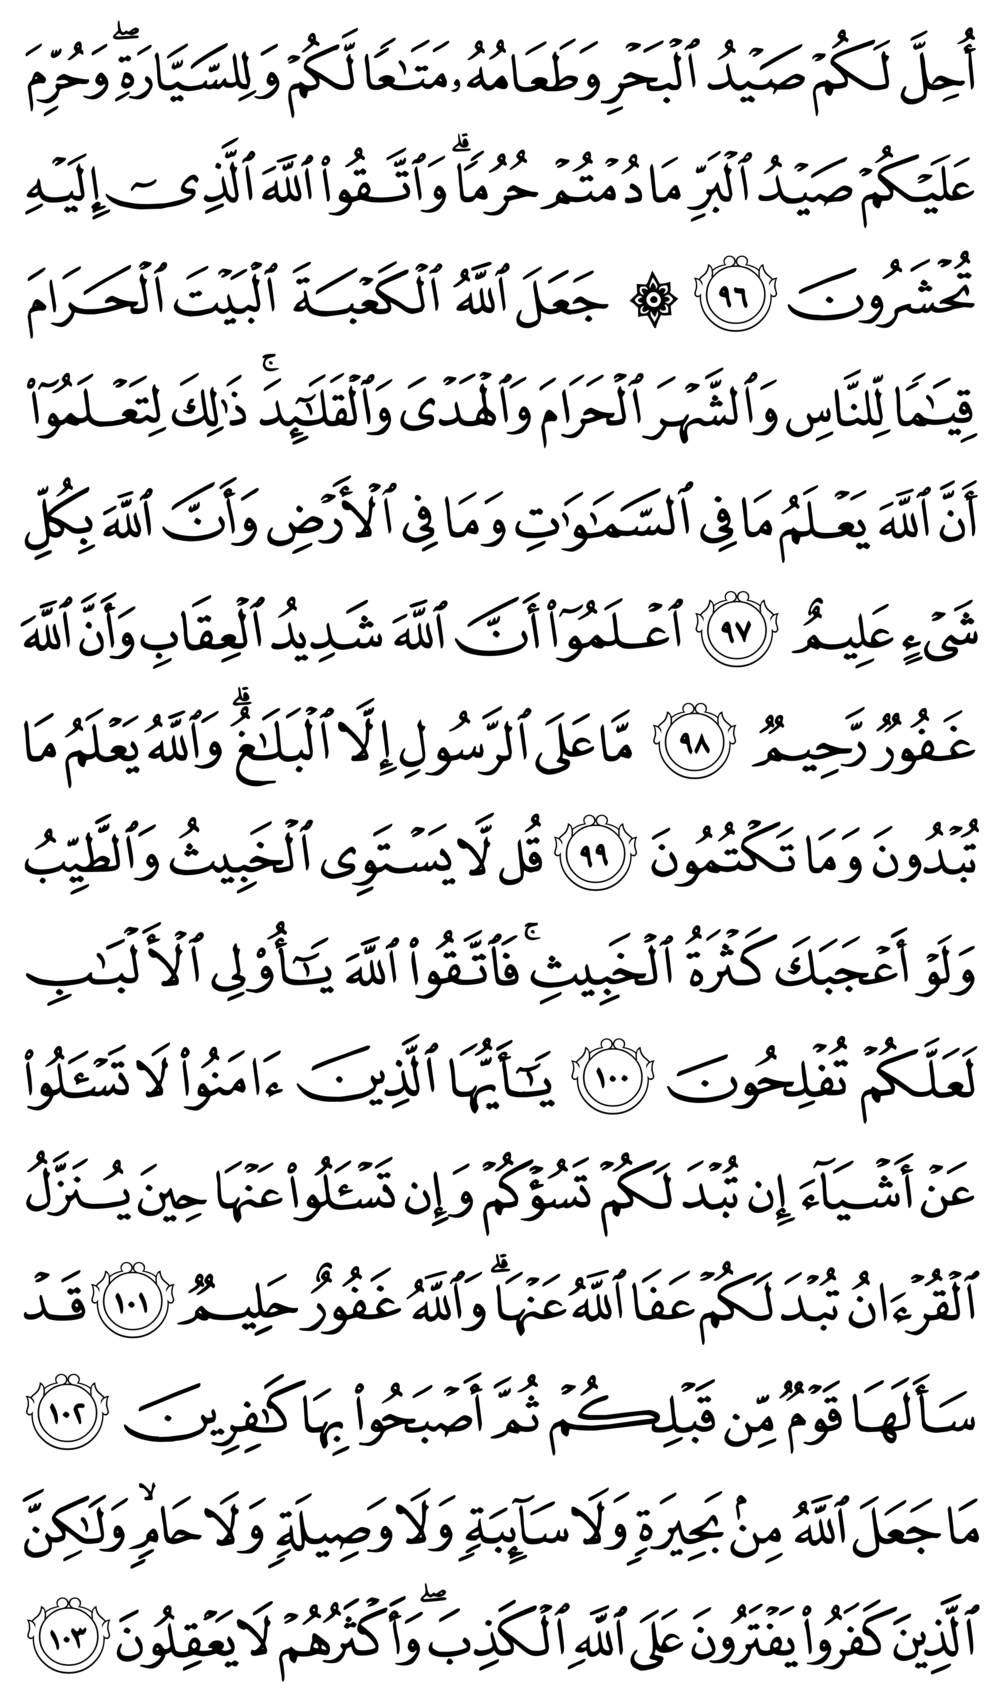 أُحِلَّ لَكُمۡ صَيۡدُ ٱلۡبَحۡرِ وَطَعَامُهُۥ مَتَٰعٗا لَّكُمۡ وَلِلسَّيَّارَةِۖ وَحُرِّمَ
عَلَيۡكُمۡ صَيۡدُ ٱلۡبَرِّ مَا دُمۡتُمۡ حُرُمٗاۗ وَٱتَّقُواْ ٱللَّهَ ٱلَّذِيٓ إِلَيۡهِ
تُحۡشَرُونَ ٩٦ ۞ جَعَلَ ٱللَّهُ ٱلۡكَعۡبَةَ ٱلۡبَيۡتَ ٱلۡحَرَامَ
قِيَٰمٗا لِّلنَّاسِ وَٱلشَّهۡرَ ٱلۡحَرَامَ وَٱلۡهَدۡيَ وَٱلۡقَلَٰٓئِدَۚ ذَٰلِكَ لِتَعۡلَمُوٓاْ
أَنَّ ٱللَّهَ يَعۡلَمُ مَا فِي ٱلسَّمَٰوَٰتِ وَمَا فِي ٱلۡأَرۡضِ وَأَنَّ ٱللَّهَ بِكُلِّ
شَيۡءٍ عَلِيمٌ ٩٧ ٱعۡلَمُوٓاْ أَنَّ ٱللَّهَ شَدِيدُ ٱلۡعِقَابِ وَأَنَّ ٱللَّهَ
غَفُورٞ رَّحِيمٞ ٩٨ مَّا عَلَى ٱلرَّسُولِ إِلَّا ٱلۡبَلَٰغُۗ وَٱللَّهُ يَعۡلَمُ مَا
تُبۡدُونَ وَمَا تَكۡتُمُونَ ٩٩ قُل لَّا يَسۡتَوِي ٱلۡخَبِيثُ وَٱلطَّيِّبُ
وَلَوۡ أَعۡجَبَكَ كَثۡرَةُ ٱلۡخَبِيثِۚ فَٱتَّقُواْ ٱللَّهَ يَٰٓأُوْلِي ٱلۡأَلۡبَٰبِ
لَعَلَّكُمۡ تُفۡلِحُونَ ١٠٠ يَٰٓأَيُّهَا ٱلَّذِينَ ءَامَنُواْ لَا تَسۡـَٔلُواْ
عَنۡ أَشۡيَآءَ إِن تُبۡدَ لَكُمۡ تَسُؤۡكُمۡ وَإِن تَسۡـَٔلُواْ عَنۡهَا حِينَ يُنَزَّلُ
ٱلۡقُرۡءَانُ تُبۡدَ لَكُمۡ عَفَا ٱللَّهُ عَنۡهَاۗ وَٱللَّهُ غَفُورٌ حَلِيمٞ ١٠١ قَدۡ
سَأَلَهَا قَوۡمٞ مِّن قَبۡلِكُمۡ ثُمَّ أَصۡبَحُواْ بِهَا كَٰفِرِينَ ١٠٢
مَا جَعَلَ ٱللَّهُ مِنۢ بَحِيرَةٖ وَلَا سَآئِبَةٖ وَلَا وَصِيلَةٖ وَلَا حَامٖ وَلَٰكِنَّ
ٱلَّذِينَ كَفَرُواْ يَفۡتَرُونَ عَلَى ٱللَّهِ ٱلۡكَذِبَۖ وَأَكۡثَرُهُمۡ لَا يَعۡقِلُونَ ١٠٣